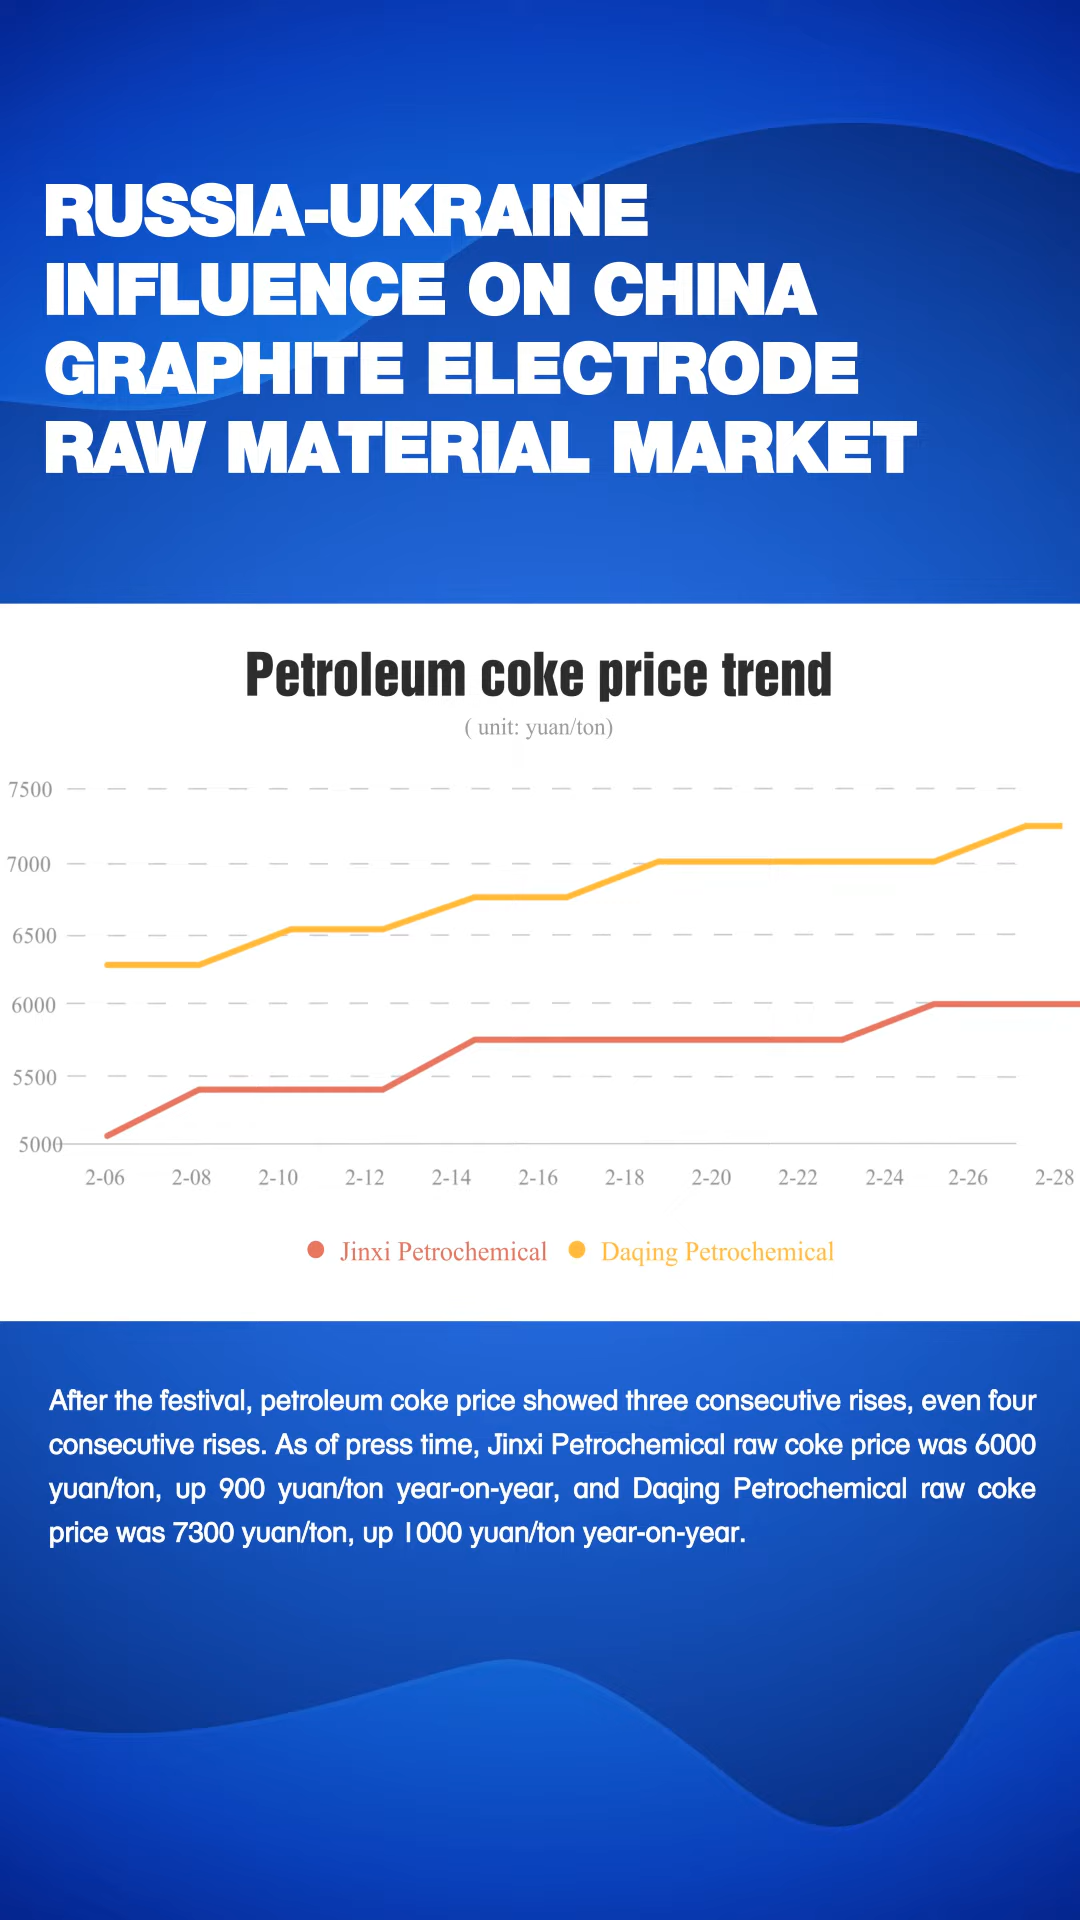 RUSSIA-UKRAINE
INFLUENCE ON CHINA
GRAPHITE ELECTRODE
RAW MATERIAL MARKET
Petroleum coke price trend
( unit: yuan/ton)
7500
7000
6500
6000
5500
5000
2-06 2-08 2-10 2-12 2-14 2-16 2-18 2-20 2-22 2-24 2-26 2-28
Jinxi Petrochemical Daqing Petrochemical
After the festival, petroleum coke price showed three consecutive rises, even four
consecutive rises. As of press time, Jinxi Petrochemical raw coke price was 6000
yuan/ton, up 900 yuan/ton year-on-year, and Daqing Petrochemical raw coke
price was 7300 yuan/ton, up 1000 yuan/ton year-on-year.